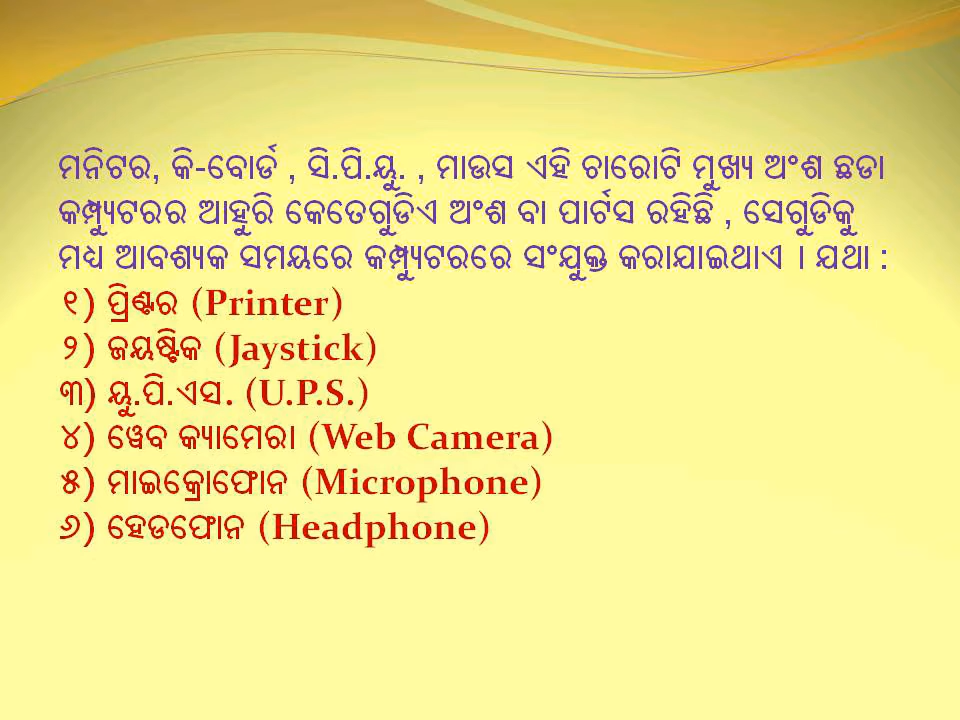 ମନିଟର, କି-ବୋର୍ଡ , ସି.ପି.ୟୁ. , ମାଉସ ଏହି ଚାରୋଟି ମୁଖ୍ୟ ଅଂଶ ଛଡା
କମ୍ପ୍ୟୁଟରର ଆହୁରି କେତେଗୁଡିଏ ଅଂଶ ବା ପାର୍ଟସ ରହିଛି , ସେଗୁଡିକୁ
ମଧ୍ୟ ଆବଶ୍ୟକ ସମୟରେ କମ୍ପ୍ୟୁଟରରେ ସଂଯୁକ୍ତ କରାଯାଇଥାଏ । ଯଥା :
୧) ପ୍ରିଣ୍ଟର (Printer)
୨) ଜୟଷ୍ଟିକ (Jaystick)
୩) ୟୁ.ପି.ଏସ. (U.P.S.)
୪) ୱେବ କ୍ୟାମେରା (Web Camera)
୫) ମାଇକ୍ରୋଫୋନ (Microphone)
୬) ହେଡଫୋନ (Headphone)